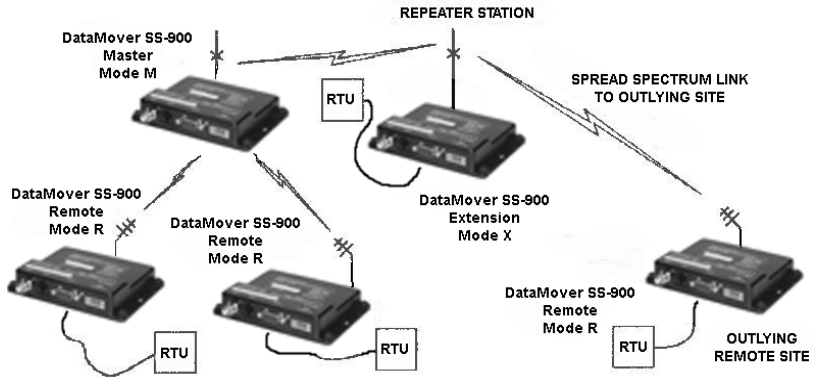 REPEATER STATION
DataMover SS-900
Master
Mode M
SPREAD SPECTRUM LINK
TO OUTLYING SITE
RTU
DataMover SS-900
Extension
Mode X
DataMover SS-900
Remote
Mode R
DataMover SS-900
Remote
Mode R
DataMover SS-900
Remote
Mode R
RTU
RTU
RTU
OUTLYING
REMOTE SITE